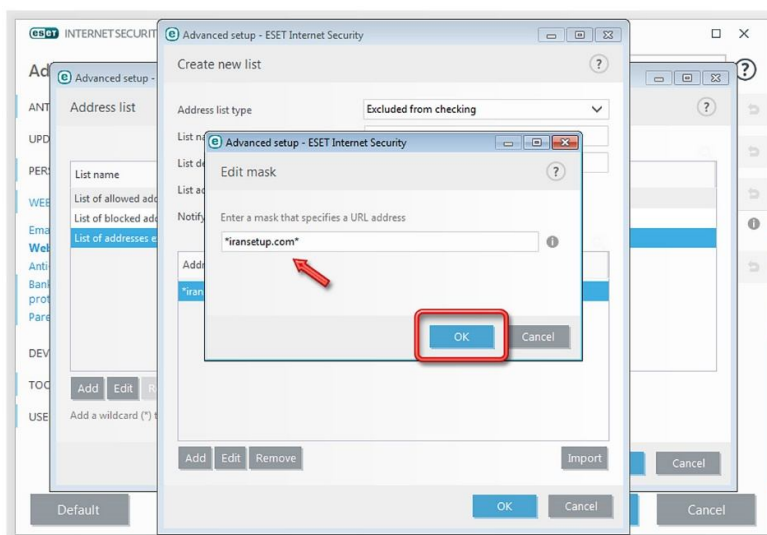 eset INTERNET SECURIT
Advanced setup - ESET Internet Security
Create new list
Address list type
Excluded from checking
Advanced setup -
Address list
List name
List of allowed add
List of blocked add
List of addresses e
Add Edit
Add a wildcard (*) t
Cancel
Advanced setup - ESET Internet Security
Edit mask
Enter a mask that specifies a URL address
*iransetup.com*
OK
Cancel
List na
List de
List ac
Notify
Addr
*iran
Add Edit Remove
Import
OK
Cancel
Ad
ANT
UPD
PERS
WEB
Ema
Web
Anti-
Bank
prot
Pare
DEV
TOO
USE
Default
Cancel